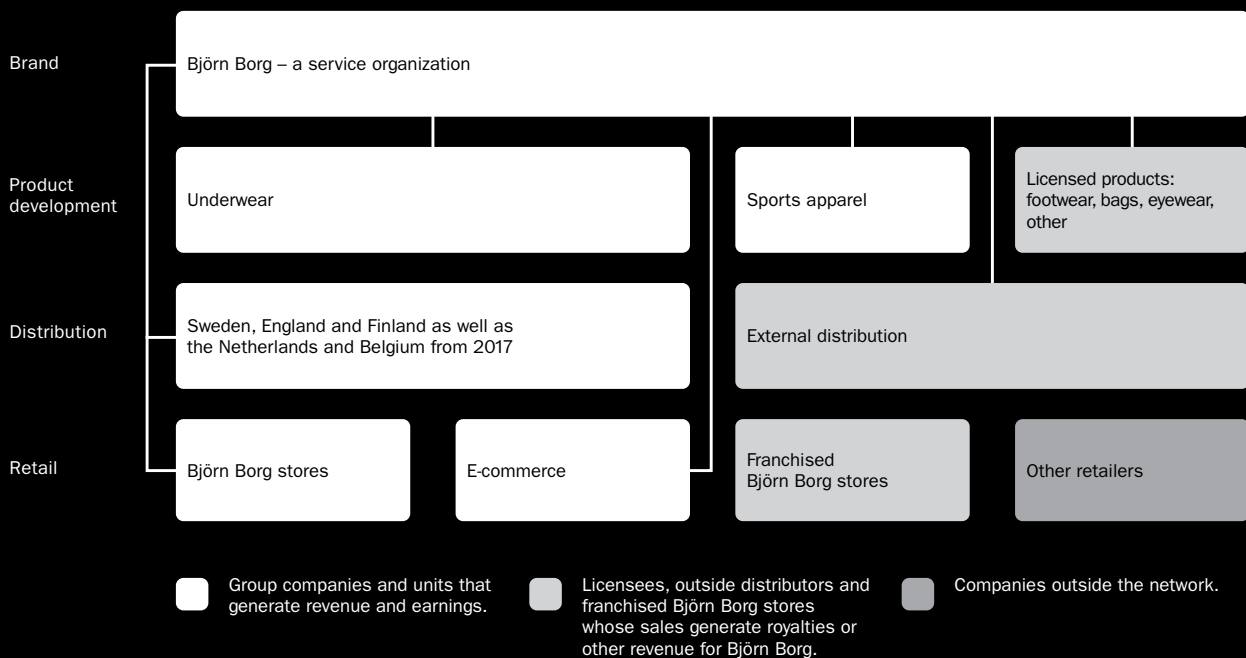 Brand
Björn Borg – a service organization
Product
development
Underwear
Sports apparel
Licensed products:
footwear, bags, eyewear,
other
Distribution
Sweden, England and Finland as well as
the Netherlands and Belgium from 2017
External distribution
Retail
Björn Borg stores
E-commerce
Franchised
Björn Borg stores
Other retailers
Group companies and units that
generate revenue and earnings.
Licensees, outside distributors and
franchised Björn Borg stores
whose sales generate royalties or
other revenue for Björn Borg.
Companies outside the network.